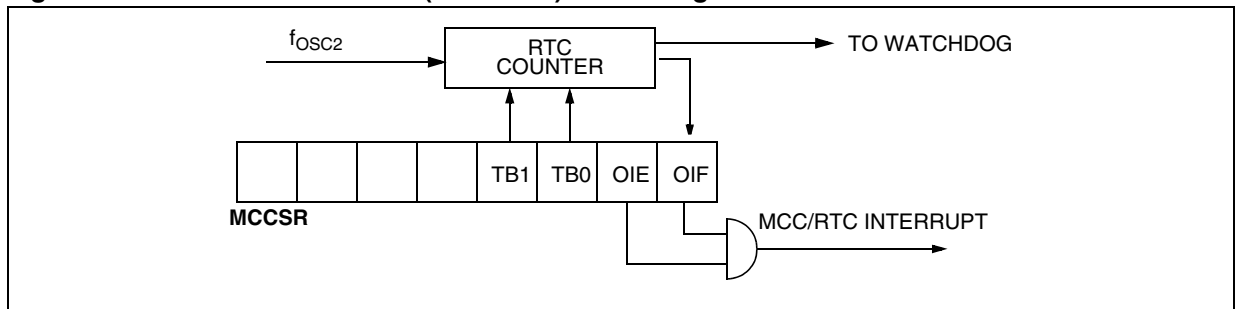 fOSC2
RTC
COUNTER
TO WATCHDOG
TB1 TB0 OIE OIF
MCCSR
MCC/RTC INTERRUPT